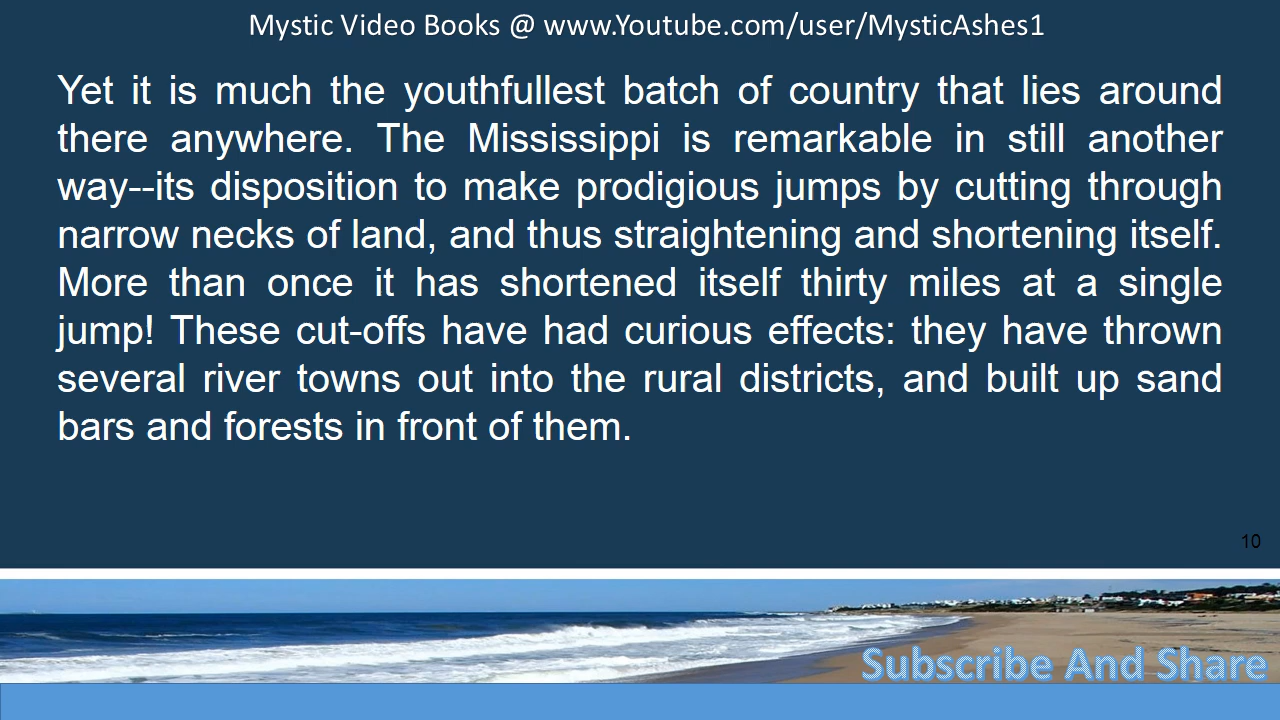 Mystic Video Books @ www.Youtube.com/user/MysticAshes1
Yet it is much the youthfullest batch of country that lies around
there anywhere. The Mississippi is remarkable in still another
way--its disposition to make prodigious jumps by cutting through
narrow necks of land, and thus straightening and shortening itself.
More than once it has shortened itself thirty miles at a single
jump! These cut-offs have had curious effects: they have thrown
several river towns out into the rural districts, and built up sand
bars and forests in front of them.
10
Subscribe And Share